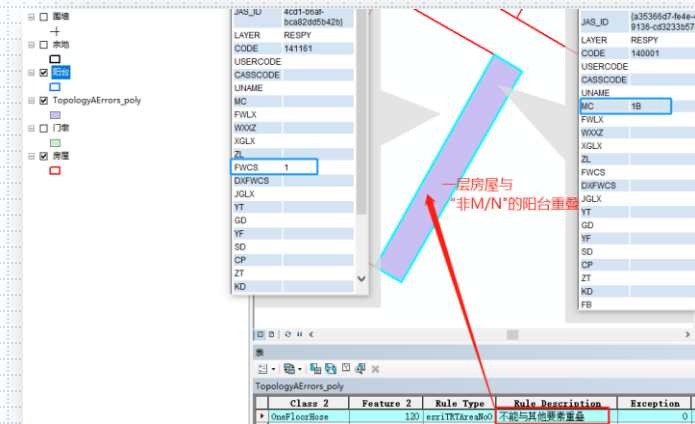 围墙
宗地
阳台
TopologyAErrors_poly
门墩
房屋
JAS_ID 4cd1-b6af-
bca82dd5b42b}
LAYER RESPY
CODE 141161
USERCODE
CASSCODE
UNAME
MC
FWLX
WXXZ
XGLX
ZL
FWCS 1
DXFWCS
JGLX
YT
GD
YF
SD
CP
ZT
KD
一层房屋与
“非M/N"的阳台重叠
JAS_ID {a35366d7-fe4e-4
9136-cd3233b57
LAYER RESPY
CODE 140001
USERCODE
CASSCODE
UNAME
MC 1B
FWLX
WXXZ
XGLX
ZL
FWCS
DXFWCS
JGLX
YT
GD
YF
SD
CP
ZT
KD
FB
表
TopologyAErrors_poly
Class 2 Feature 2 Rule Type Rule Description Exception
OneFloorHose 120 esriTRTAreaNoO 不能与其他要素重叠 0